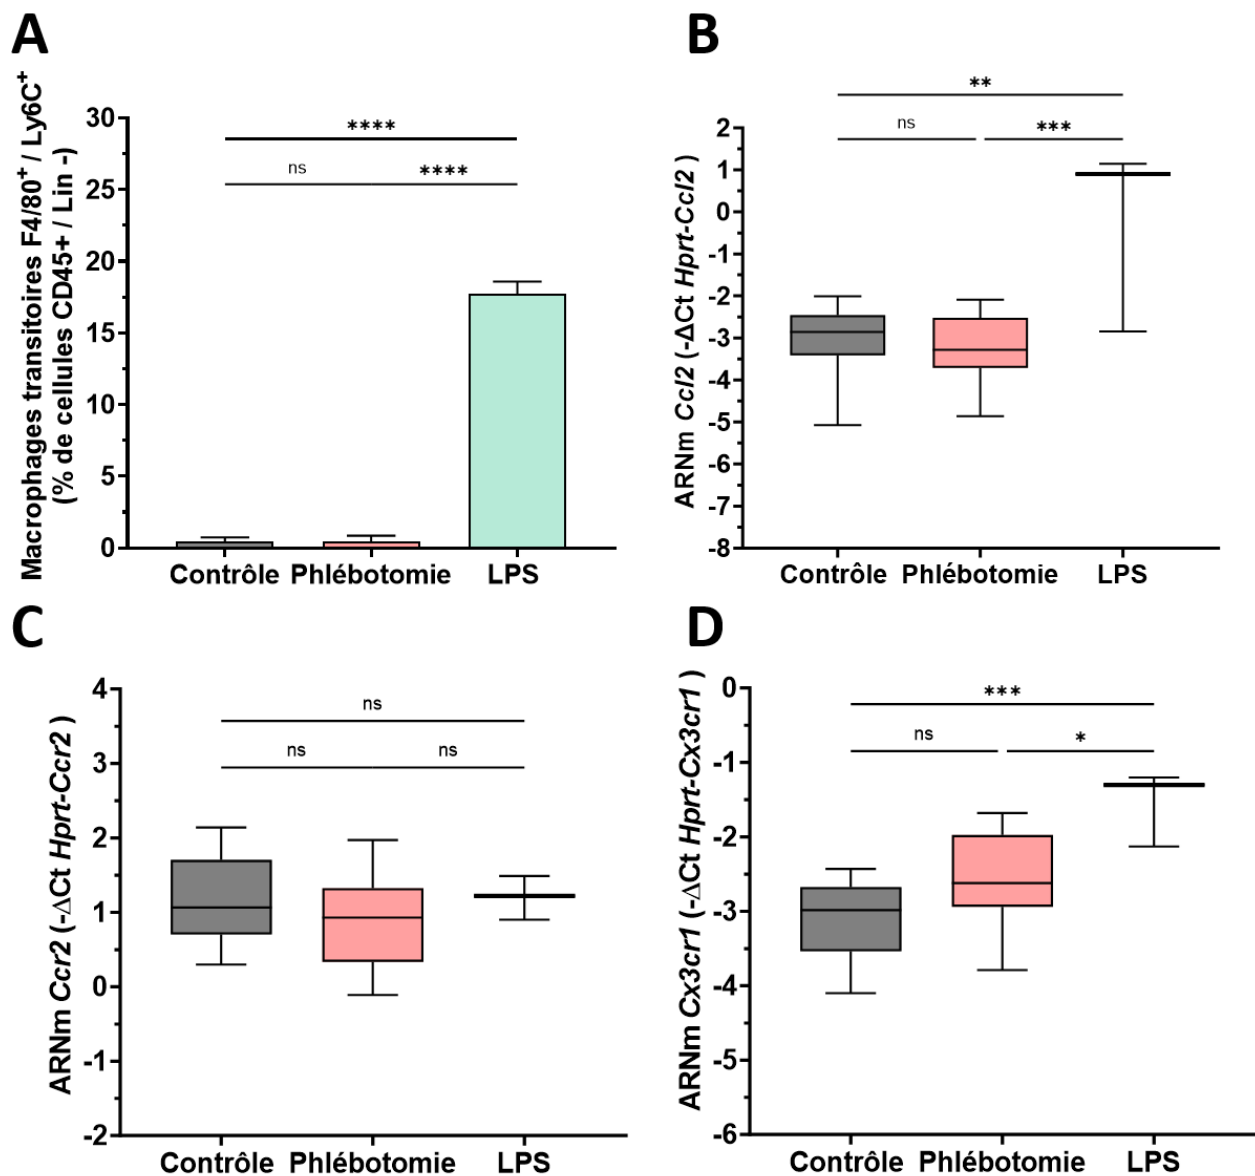 A
Macrophages transitoires F4/80⁺ / Ly6C⁺
(% de cellules CD45+ / Lin -)
30
25
20
15
10
5
0
****
ns
****
Contrôle
Phlébotomie
LPS
B
ARNm Ccl2 (-ΔCt Hprt-Ccl2 )
2
1
0
-1
-2
-3
-4
-5
-6
-7
-8
**
ns
***
Contrôle
Phlébotomie
LPS
C
ARNm Ccr2 (-ΔCt Hprt-Ccr2 )
4
3
2
1
0
-1
-2
ns
ns
ns
Contrôle
Phlébotomie
LPS
D
ARNm Cx3cr1 (-ΔCt Hprt-Cx3cr1 )
0
-1
-2
-3
-4
-5
-6
***
ns
*
Contrôle
Phlébotomie
LPS